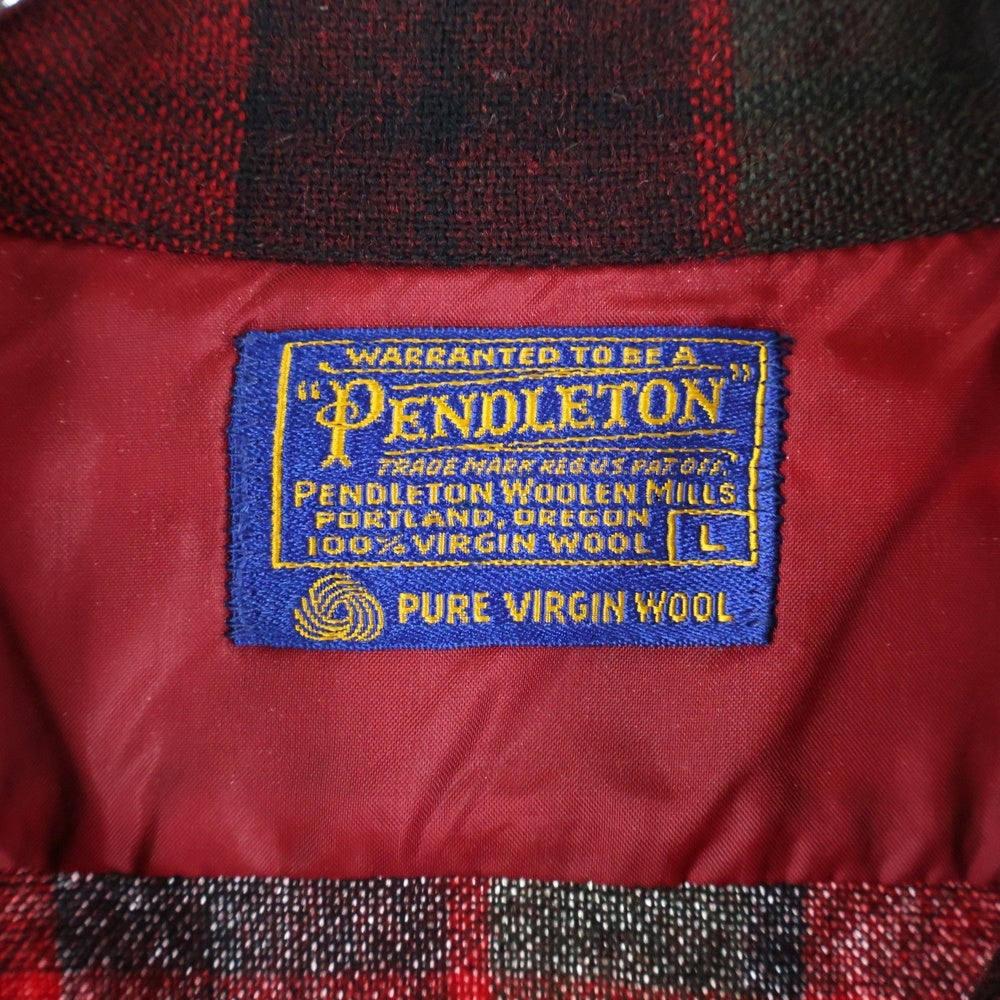 WARRANTED TO BE A
"PENDLETON"
TRADE MARK REG. U.S. PAT. OFF.
PENDLETON WOOLEN MILLS
PORTLAND, OREGON
100% VIRGIN WOOL L
PURE VIRGIN WOOL